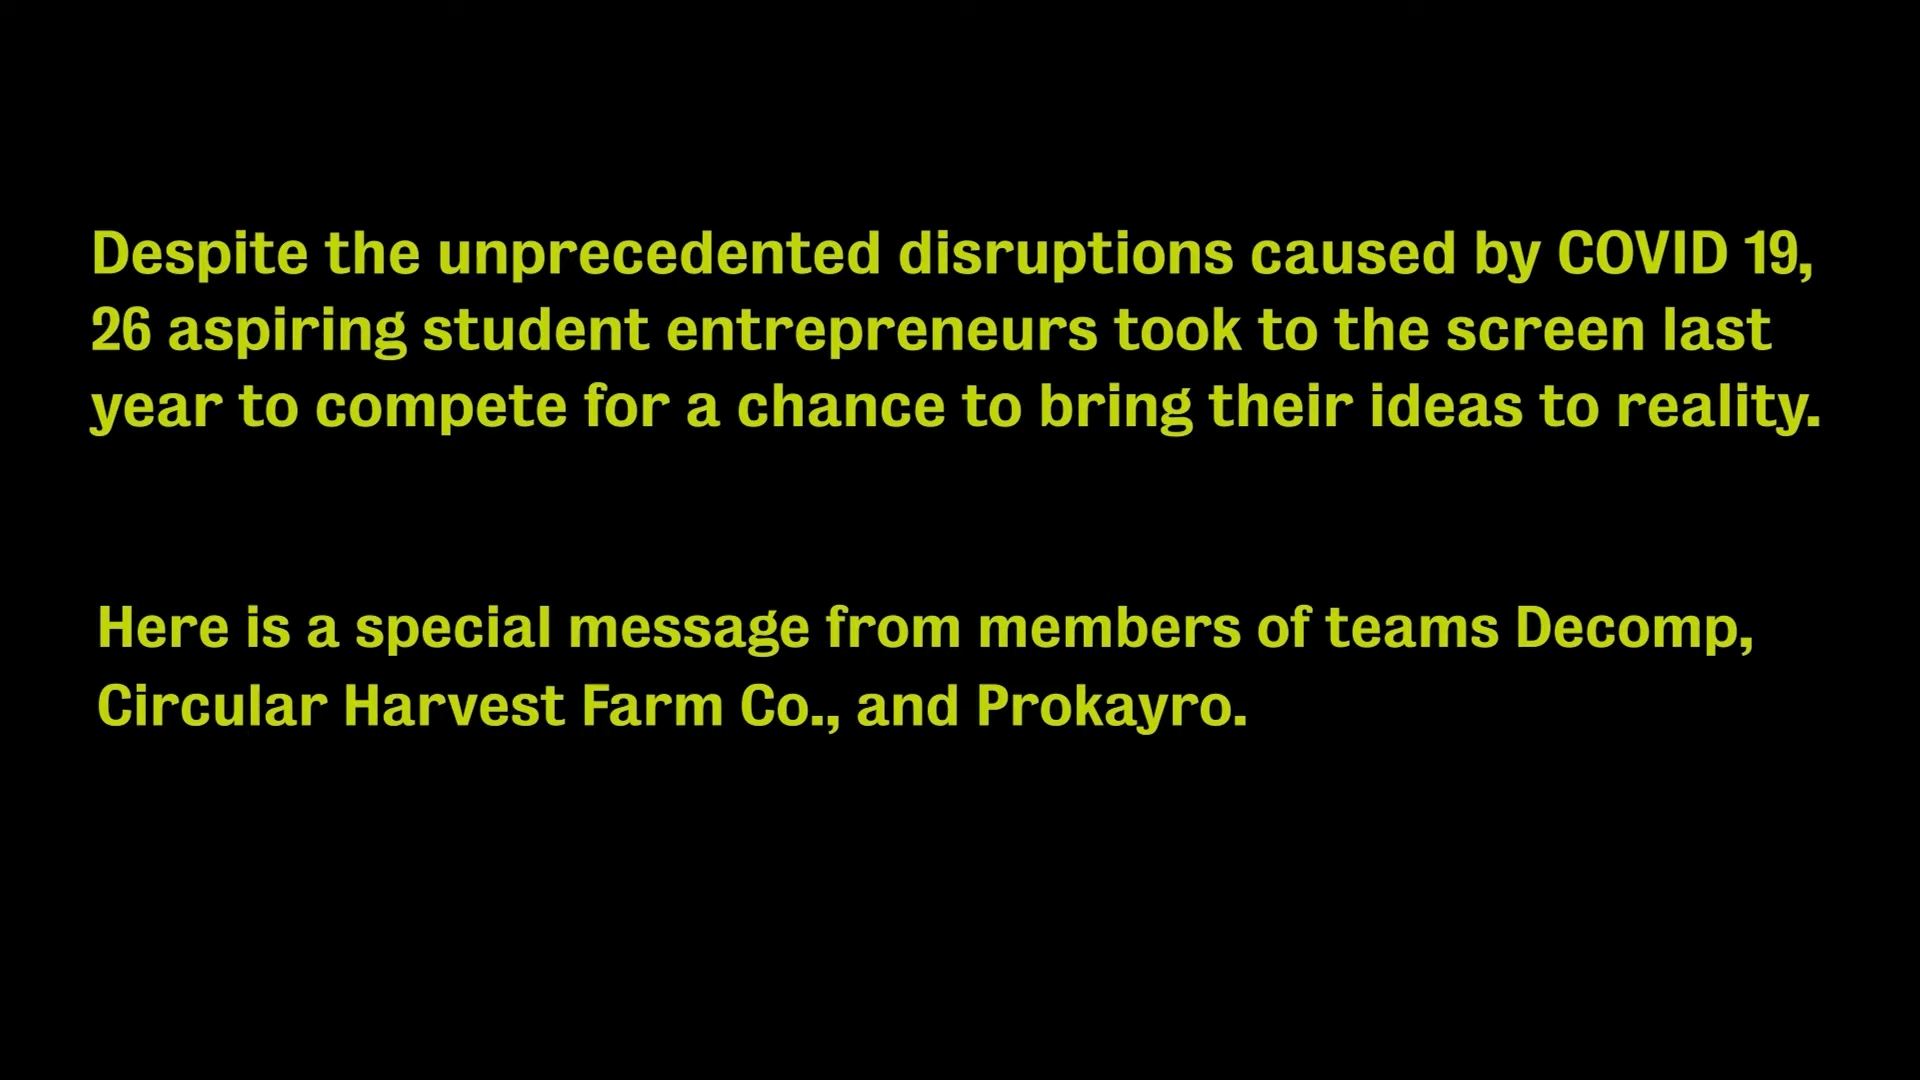 Despite the unprecedented disruptions caused by COVID 19,
26 aspiring student entrepreneurs took to the screen last
year to compete for a chance to bring their ideas to reality.
Here is a special message from members of teams Decomp,
Circular Harvest Farm Co., and Prokayro.